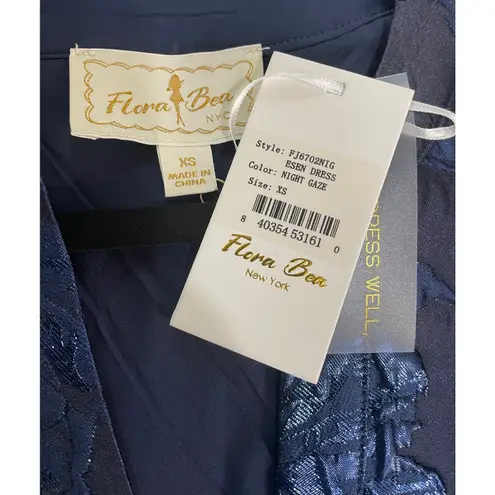 Flora Bea
NYC
XS
MADE IN
CHINA
Style: FJ6702NIG
ESEN DRESS
Color: NIGHT GAZE
Size: XS
8 40354 53161 0
Flora Bea
New York
DRESS WELL,